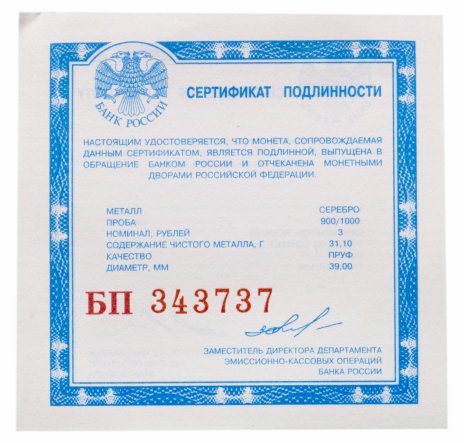 БАНК РОССИИ
СЕРТИФИКАТ ПОДЛИННОСТИ
НАСТОЯЩИМ УДОСТОВЕРЯЕТСЯ, ЧТО МОНЕТА, СОПРОВОЖДАЕМАЯ
ДАННЫМ СЕРТИФИКАТОМ, ЯВЛЯЕТСЯ ПОДЛИННОЙ, ВЫПУЩЕНА В
ОБРАЩЕНИЕ БАНКОМ РОССИИ И ОТЧЕКАНЕНА МОНЕТНЫМИ
ДВОРАМИ РОССИЙСКОЙ ФЕДЕРАЦИИ.
МЕТАЛЛ СЕРЕБРО
ПРОБА 900/1000
НОМИНАЛ, РУБЛЕЙ 3
СОДЕРЖАНИЕ ЧИСТОГО МЕТАЛЛА, Г 31,10
КАЧЕСТВО ПРУФ
ДИАМЕТР, ММ 39,00
БП 343737
ЗАМЕСТИТЕЛЬ ДИРЕКТОРА ДЕПАРТАМЕНТА
ЭМИССИОННО-КАССОВЫХ ОПЕРАЦИЙ
БАНКА РОССИИ